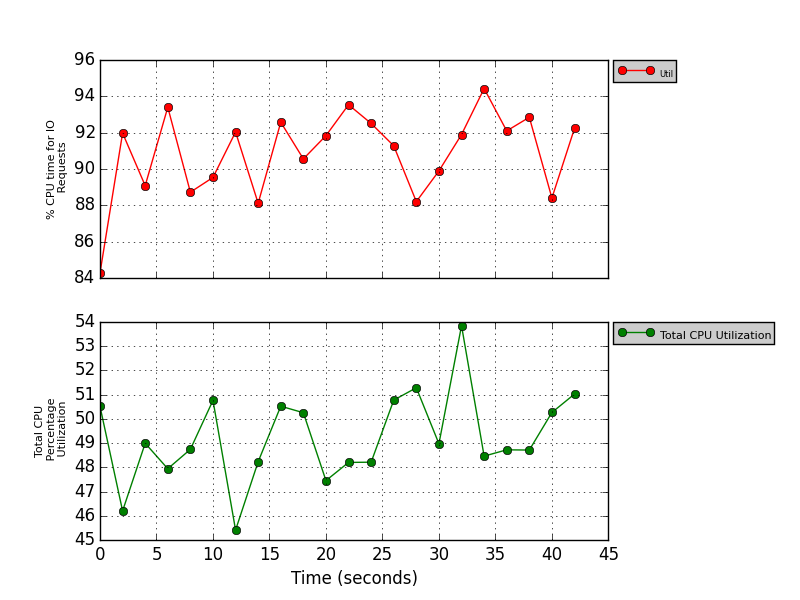 96
94
92
90
88
86
84
% CPU time for IO
Requests
Util
54
53
52
51
50
49
48
47
46
45
Total CPU
Percentage
Utilization
Total CPU Utilization
0 5 10 15 20 25 30 35 40 45
Time (seconds)